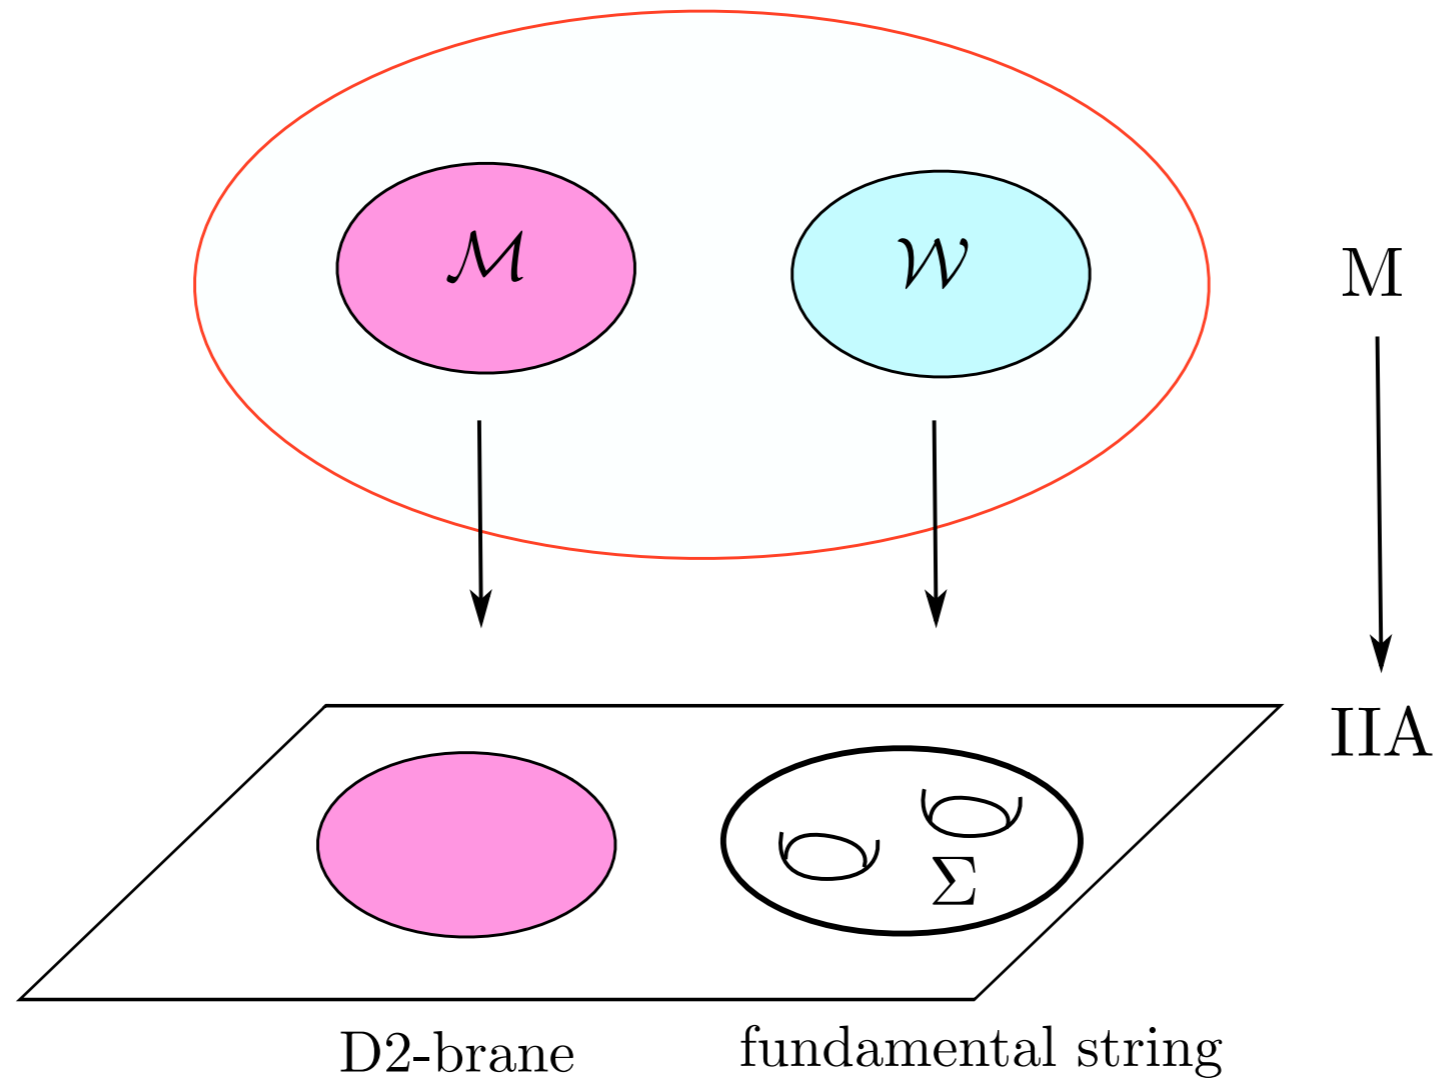 ℳ
𝒲
M
IIA
Σ
D2-brane
fundamental string